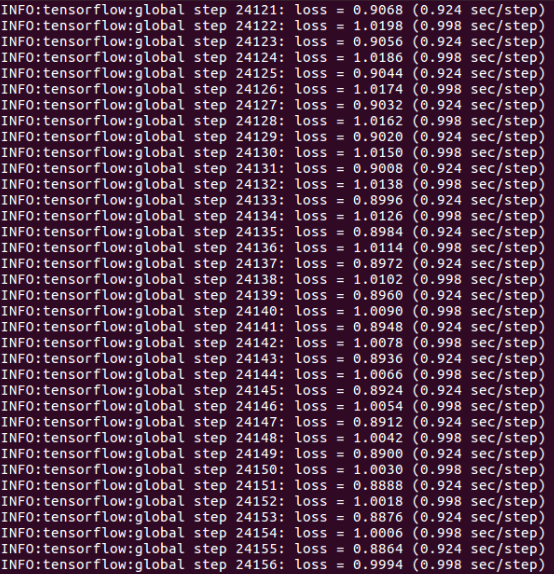 INFO:tensorflow:global step 24121: loss = 0.9068 (0.924 sec/step)
INFO:tensorflow:global step 24122: loss = 1.0198 (0.998 sec/step)
INFO:tensorflow:global step 24123: loss = 0.9056 (0.924 sec/step)
INFO:tensorflow:global step 24124: loss = 1.0186 (0.998 sec/step)
INFO:tensorflow:global step 24125: loss = 0.9044 (0.924 sec/step)
INFO:tensorflow:global step 24126: loss = 1.0174 (0.998 sec/step)
INFO:tensorflow:global step 24127: loss = 0.9032 (0.924 sec/step)
INFO:tensorflow:global step 24128: loss = 1.0162 (0.998 sec/step)
INFO:tensorflow:global step 24129: loss = 0.9020 (0.924 sec/step)
INFO:tensorflow:global step 24130: loss = 1.0150 (0.998 sec/step)
INFO:tensorflow:global step 24131: loss = 0.9008 (0.924 sec/step)
INFO:tensorflow:global step 24132: loss = 1.0138 (0.998 sec/step)
INFO:tensorflow:global step 24133: loss = 0.8996 (0.924 sec/step)
INFO:tensorflow:global step 24134: loss = 1.0126 (0.998 sec/step)
INFO:tensorflow:global step 24135: loss = 0.8984 (0.924 sec/step)
INFO:tensorflow:global step 24136: loss = 1.0114 (0.998 sec/step)
INFO:tensorflow:global step 24137: loss = 0.8972 (0.924 sec/step)
INFO:tensorflow:global step 24138: loss = 1.0102 (0.998 sec/step)
INFO:tensorflow:global step 24139: loss = 0.8960 (0.924 sec/step)
INFO:tensorflow:global step 24140: loss = 1.0090 (0.998 sec/step)
INFO:tensorflow:global step 24141: loss = 0.8948 (0.924 sec/step)
INFO:tensorflow:global step 24142: loss = 1.0078 (0.998 sec/step)
INFO:tensorflow:global step 24143: loss = 0.8936 (0.924 sec/step)
INFO:tensorflow:global step 24144: loss = 1.0066 (0.998 sec/step)
INFO:tensorflow:global step 24145: loss = 0.8924 (0.924 sec/step)
INFO:tensorflow:global step 24146: loss = 1.0054 (0.998 sec/step)
INFO:tensorflow:global step 24147: loss = 0.8912 (0.924 sec/step)
INFO:tensorflow:global step 24148: loss = 1.0042 (0.998 sec/step)
INFO:tensorflow:global step 24149: loss = 0.8900 (0.924 sec/step)
INFO:tensorflow:global step 24150: loss = 1.0030 (0.998 sec/step)
INFO:tensorflow:global step 24151: loss = 0.8888 (0.924 sec/step)
INFO:tensorflow:global step 24152: loss = 1.0018 (0.998 sec/step)
INFO:tensorflow:global step 24153: loss = 0.8876 (0.924 sec/step)
INFO:tensorflow:global step 24154: loss = 1.0006 (0.998 sec/step)
INFO:tensorflow:global step 24155: loss = 0.8864 (0.924 sec/step)
INFO:tensorflow:global step 24156: loss = 0.9994 (0.998 sec/step)